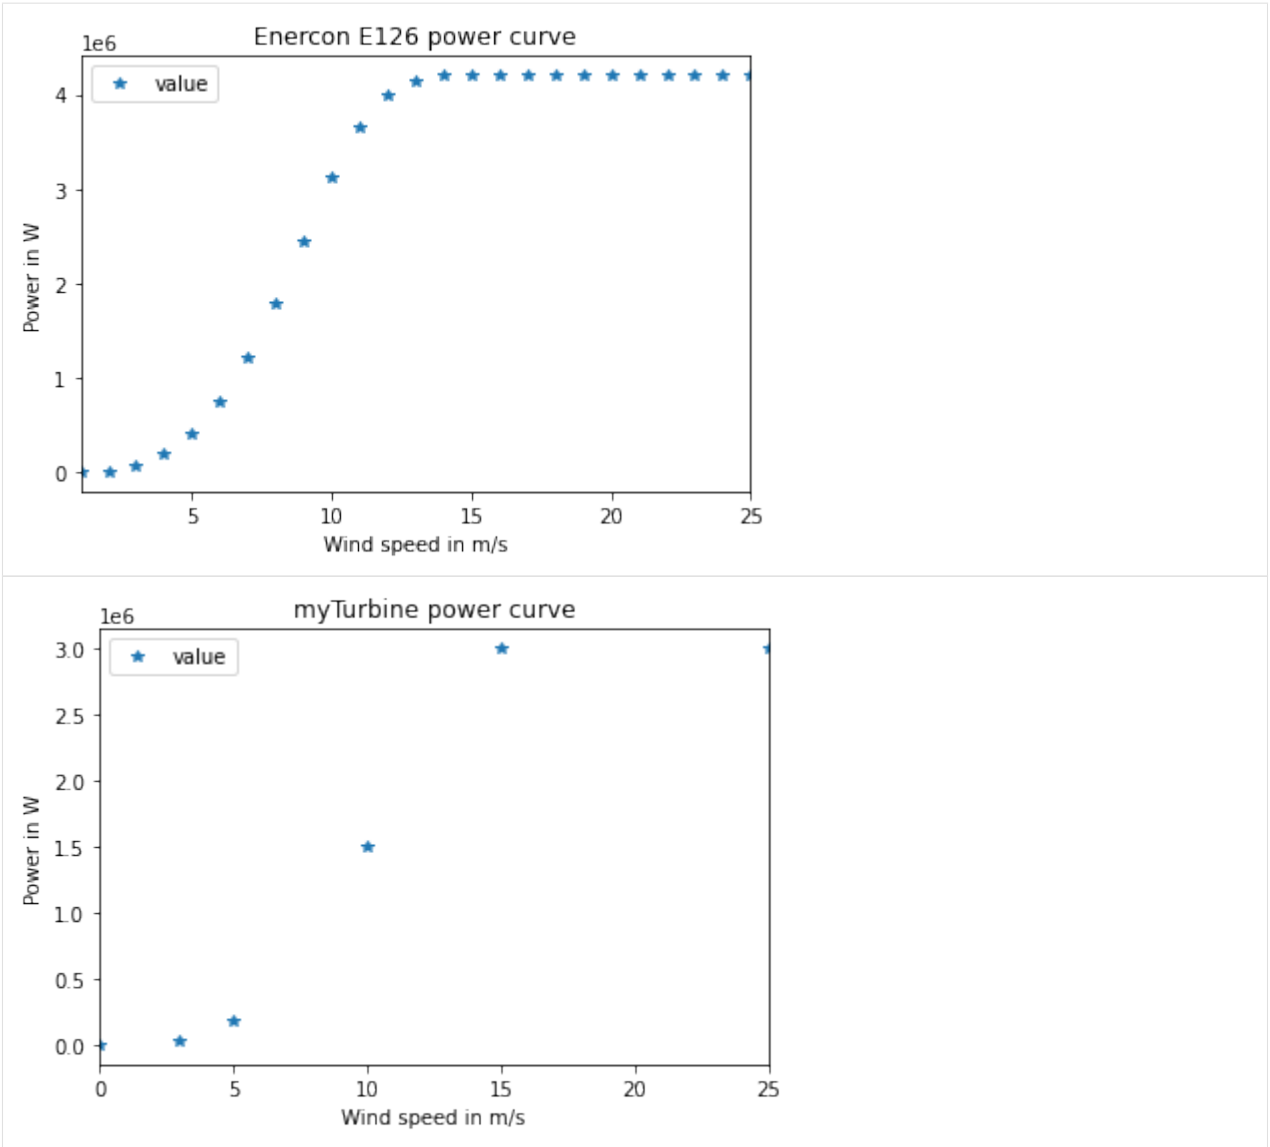 Enercon E126 power curve
1e6
value
4
3
2
1
0
Power in W
5 10 15 20 25
Wind speed in m/s
myTurbine power curve
1e6
value
3.0
2.5
2.0
1.5
1.0
0.5
0.0
Power in W
0 5 10 15 20 25
Wind speed in m/s